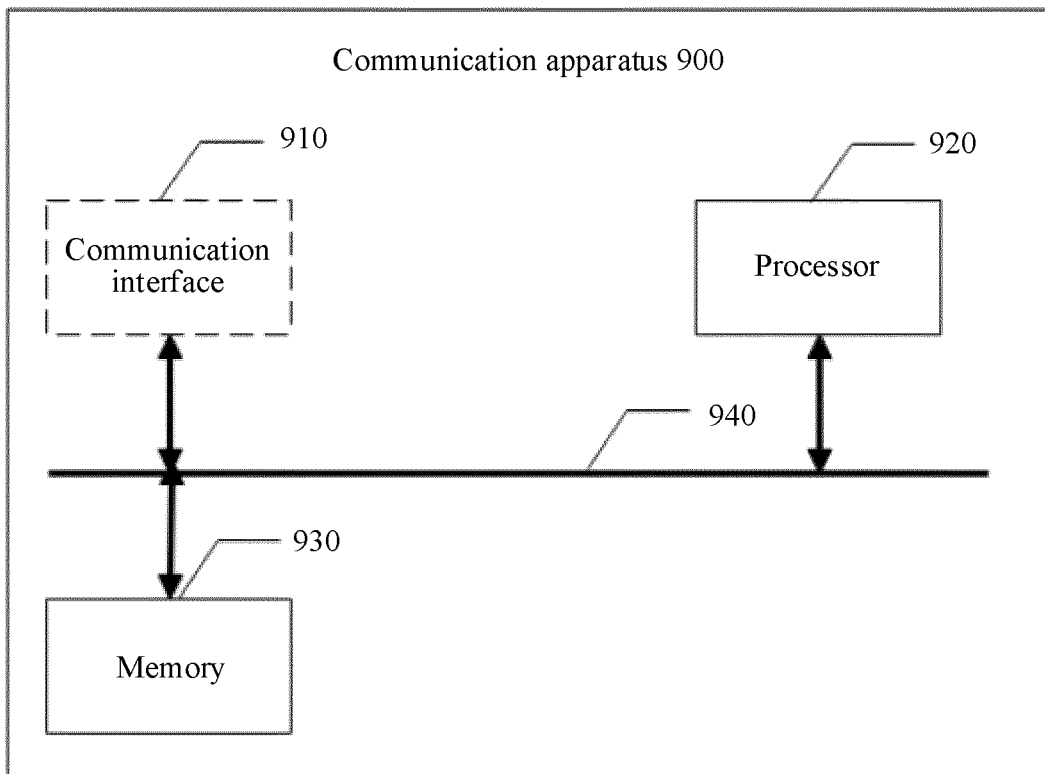 Communication apparatus 900
910
920
Communication
interface
Processor
940
930
Memory